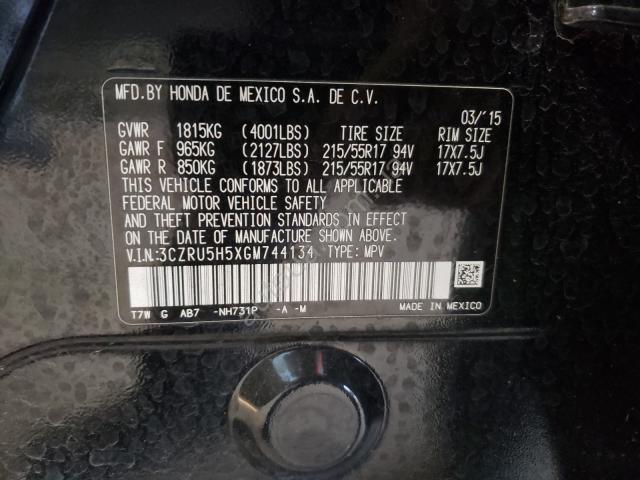 MFD.BY HONDA DE MEXICO S.A. DE C.V.
03/'15
GVWR 1815KG (4001LBS) TIRE SIZE RIM SIZE
GAWR F 965KG (2127LBS) 215/55R17 94V 17X7.5J
GAWR R 850KG (1873LBS) 215/55R17 94V 17X7.5J
THIS VEHICLE CONFORMS TO ALL APPLICABLE
FEDERAL MOTOR VEHICLE SAFETY
AND THEFT PREVENTION STANDARDS IN EFFECT
ON THE DATE OF MANUFACTURE SHOWN ABOVE.
V.I.N.:3CZRU5H5XGM744134 TYPE: MPV
T7W G AB7 -NH731P -A -M MADE IN MEXICO